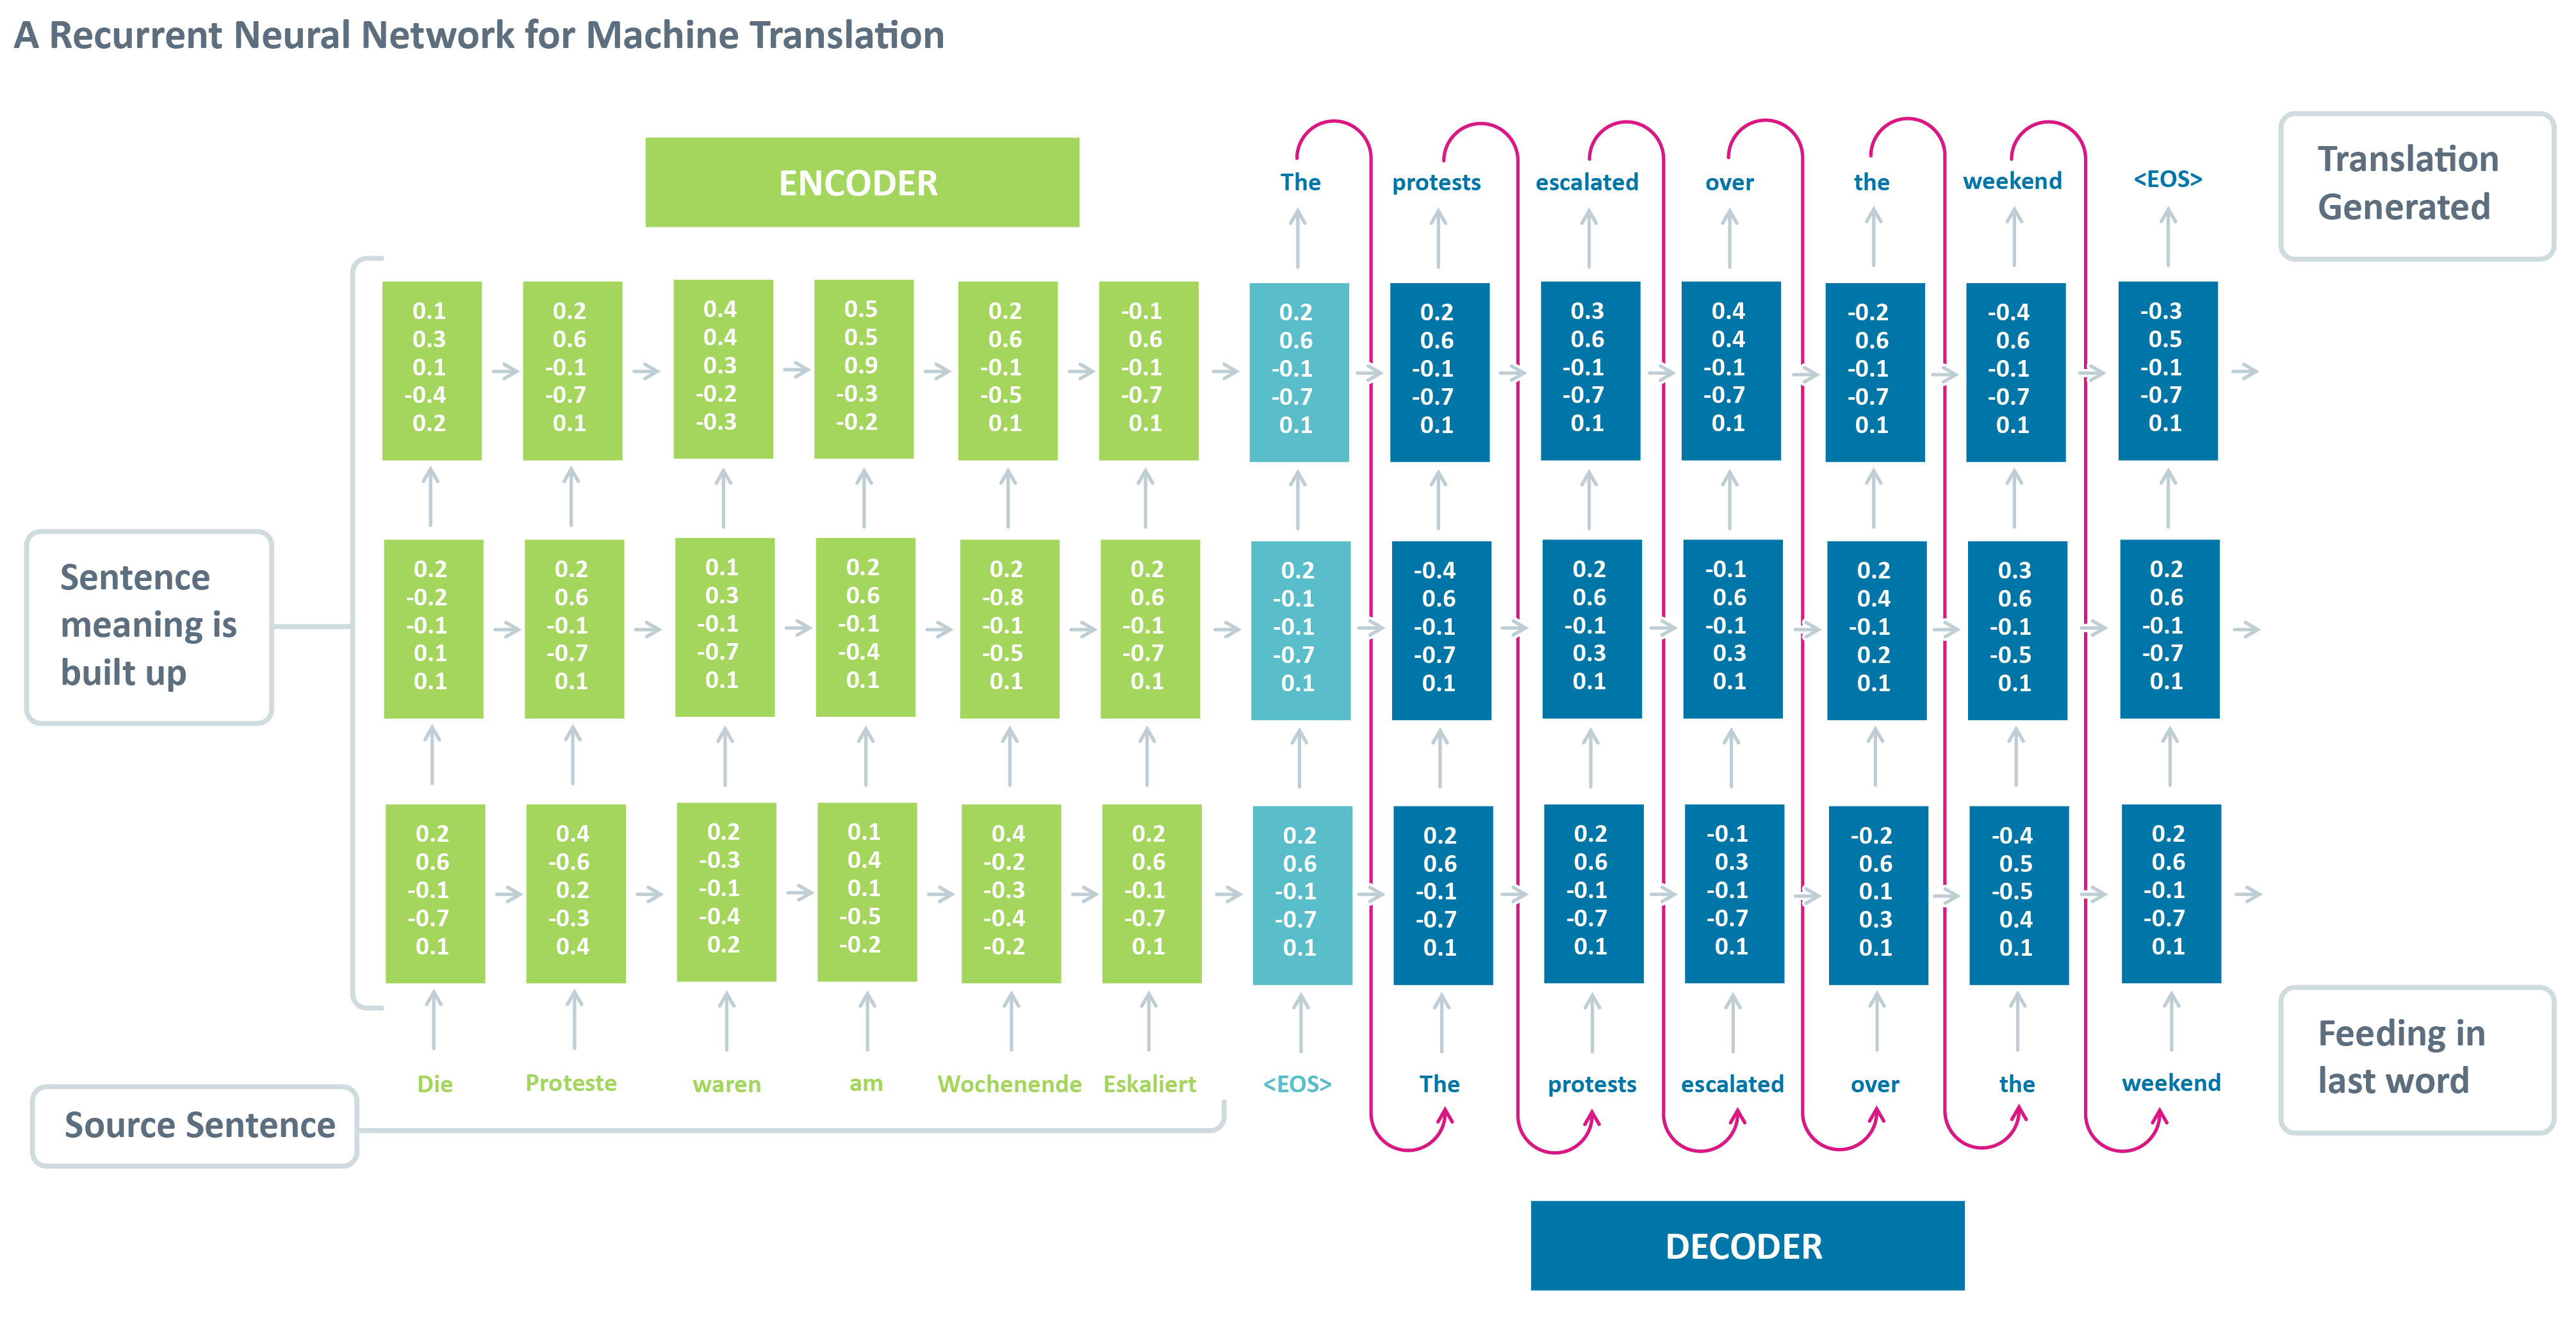 A Recurrent Neural Network for Machine Translation
ENCODER
The protests escalated over the weekend <EOS>
Translation
Generated
0.1 0.2 0.4 0.5 0.2 -0.1 0.2 0.2 0.3 0.4 -0.2 -0.4 -0.3
0.3 0.6 0.4 0.5 0.6 0.6 0.6 0.6 0.6 0.4 0.6 0.6 0.5
0.1 -0.1 0.3 0.9 -0.1 -0.1 -0.1 -0.1 -0.1 -0.1 -0.1 -0.1 -0.1
-0.4 -0.7 -0.2 -0.3 -0.5 -0.7 -0.7 -0.7 -0.7 -0.7 -0.7 -0.7 -0.7
0.2 0.1 -0.3 -0.2 0.1 0.1 0.1 0.1 0.1 0.1 0.1 0.1 0.1
Sentence
meaning is
built up
0.2 0.2 0.1 0.2 0.2 0.2 0.2 -0.4 0.2 -0.1 0.2 0.3 0.2
-0.2 0.6 0.3 0.6 -0.8 0.6 -0.1 0.6 0.6 0.6 0.4 0.6 0.6
-0.1 -0.1 -0.1 -0.1 -0.1 -0.1 -0.1 -0.1 -0.1 -0.1 -0.1 -0.1 -0.1
0.1 -0.7 -0.7 -0.4 -0.5 -0.7 -0.7 -0.7 0.3 0.3 0.2 -0.5 -0.7
0.1 0.1 0.1 0.1 0.1 0.1 0.1 0.1 0.1 0.1 0.1 0.1 0.1
0.2 0.4 0.2 0.1 0.4 0.2 0.2 0.2 0.2 -0.1 -0.2 -0.4 0.2
0.6 -0.6 -0.3 0.4 -0.2 0.6 0.6 0.6 0.6 0.3 0.6 0.5 0.6
-0.1 0.2 -0.1 0.1 -0.3 -0.1 -0.1 -0.1 -0.1 -0.1 0.1 -0.5 -0.1
-0.7 -0.3 -0.4 -0.5 -0.4 -0.7 -0.7 -0.7 -0.7 -0.7 0.3 0.4 -0.7
0.1 0.4 0.2 -0.2 -0.2 0.1 0.1 0.1 0.1 0.1 0.1 0.1 0.1
Die Proteste waren am Wochenende Eskaliert <EOS> The protests escalated over the weekend
Feeding in
last word
Source Sentence
DECODER